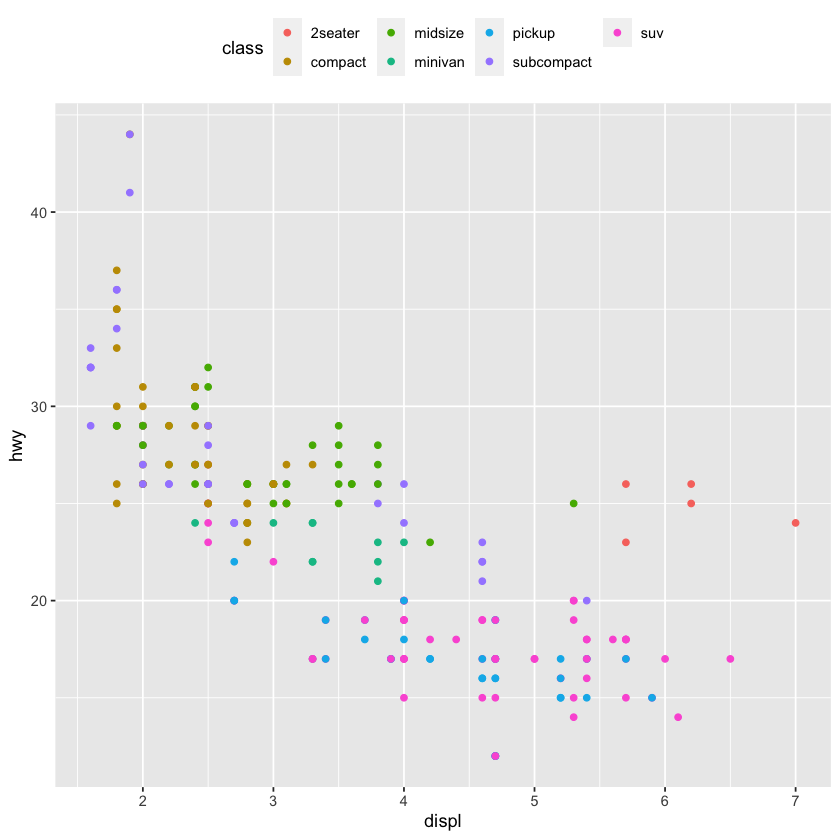 2seater midsize pickup suv
class
compact minivan subcompact
40
30
20
hwy
2 3 4 5 6 7
displ